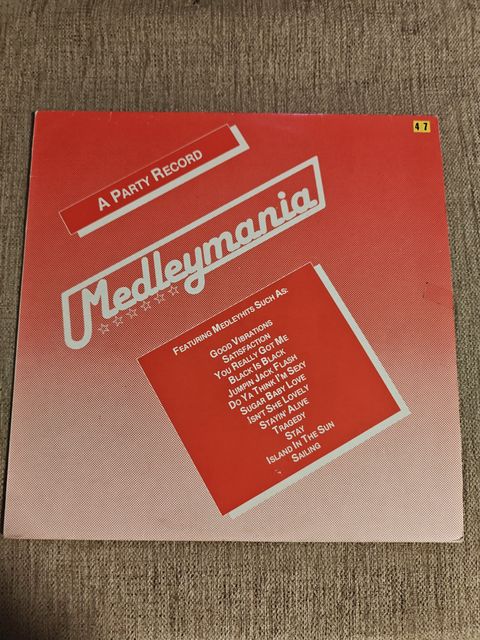 47
A PARTY RECORD
Medleymania
FEATURING MEDLEYHITS SUCH AS:
GOOD VIBRATIONS
SATISFACTION
YOU REALLY GOT ME
BLACK IS BLACK
JUMPIN JACK FLASH
DO YA THINK I'M SEXY
SUGAR BABY LOVE
ISN'T SHE LOVELY
STAYIN' ALIVE
TRAGEDY
STAY
ISLAND IN THE SUN
SAILING